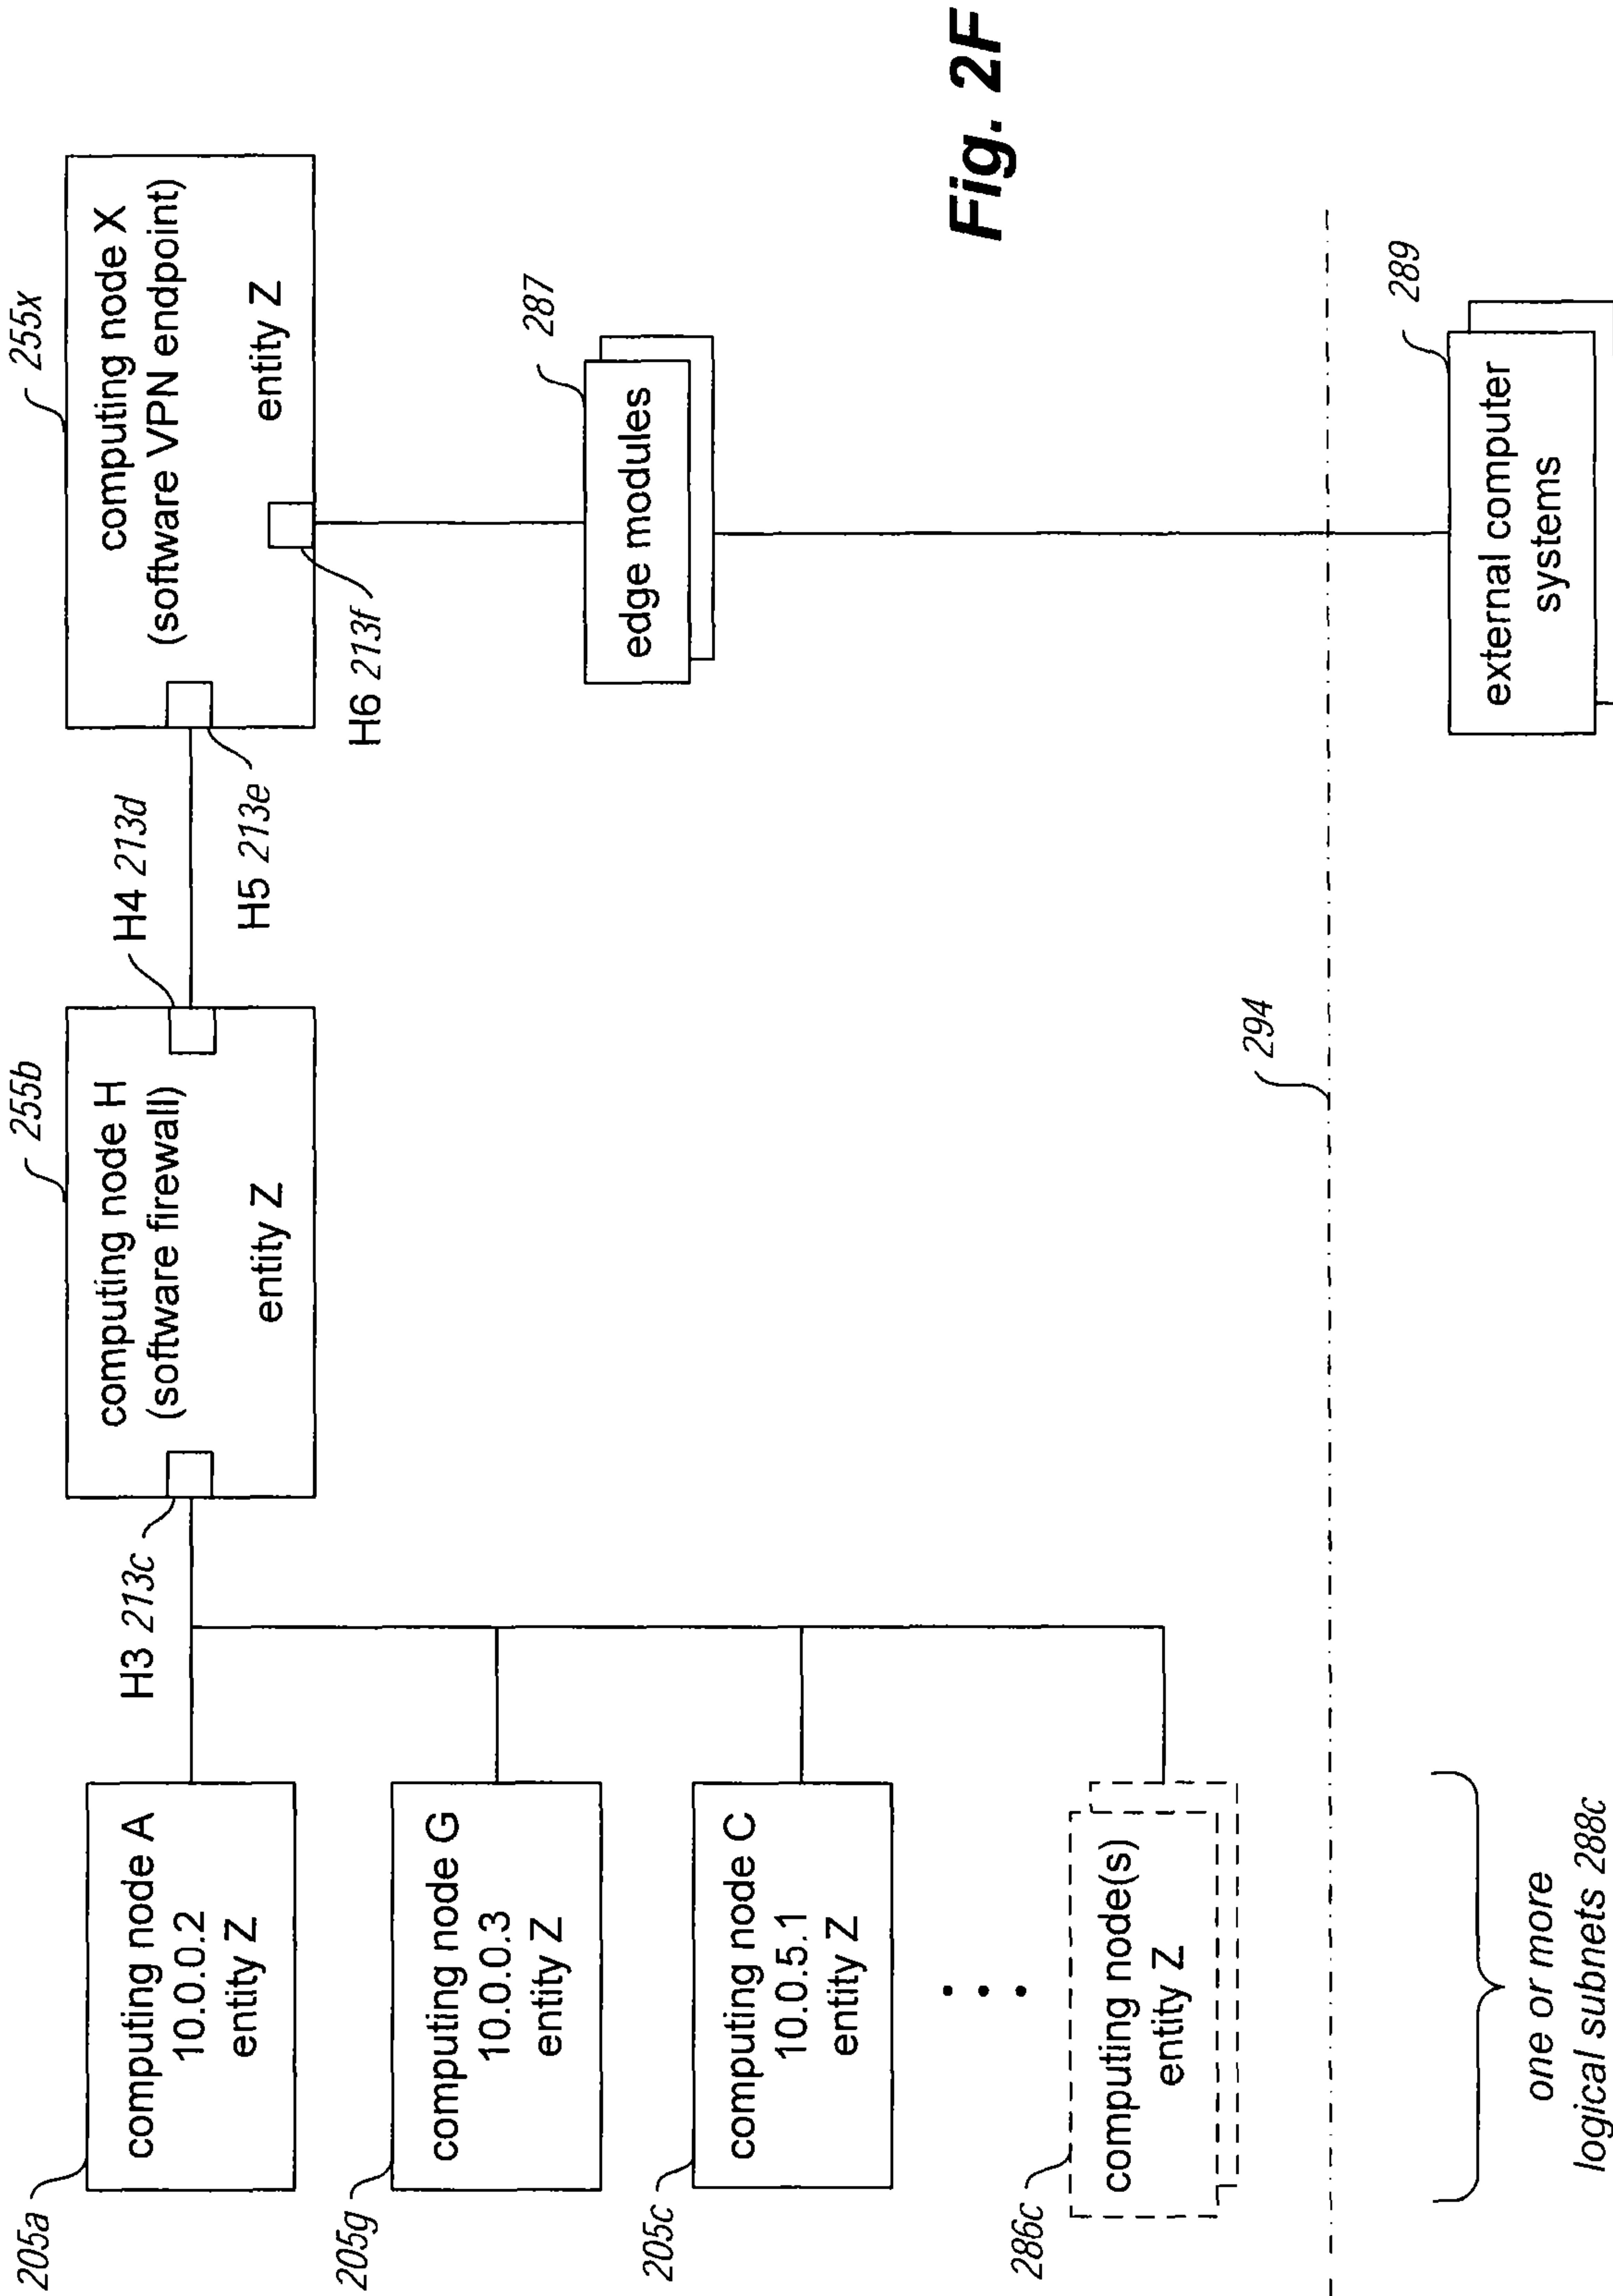 205a
computing node A
10.0.0.2
entity Z
205g
computing node G
10.0.0.3
entity Z
205c
computing node C
10.0.5.1
entity Z
286c
computing node(s)
entity Z
one or more
logical subnets 288c
H3 213c
255b
computing node H
(software firewall)
entity Z
H4 213d
H5 213e
255x
computing node X
(software VPN endpoint)
entity Z
H6 213f
287
edge modules
294
289
external computer
systems
Fig. 2F